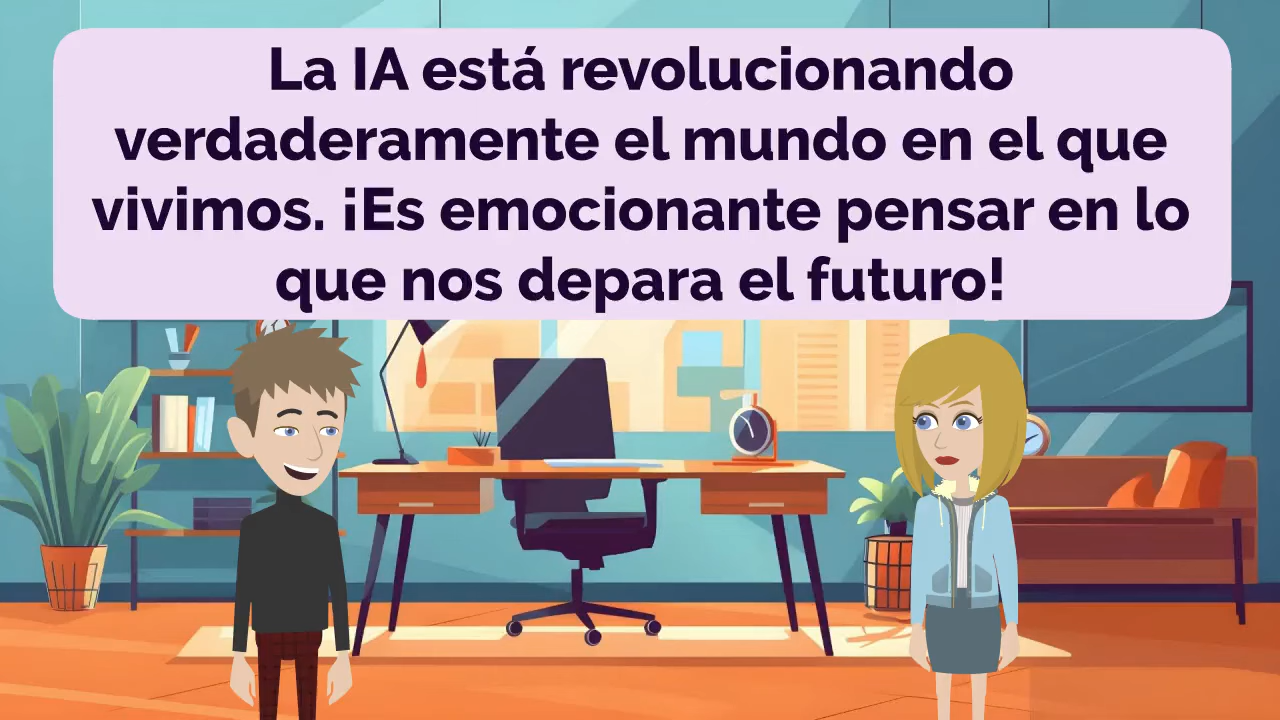 La IA está revolucionando
verdaderamente el mundo en el que
vivimos. ¡Es emocionante pensar en lo
que nos depara el futuro!